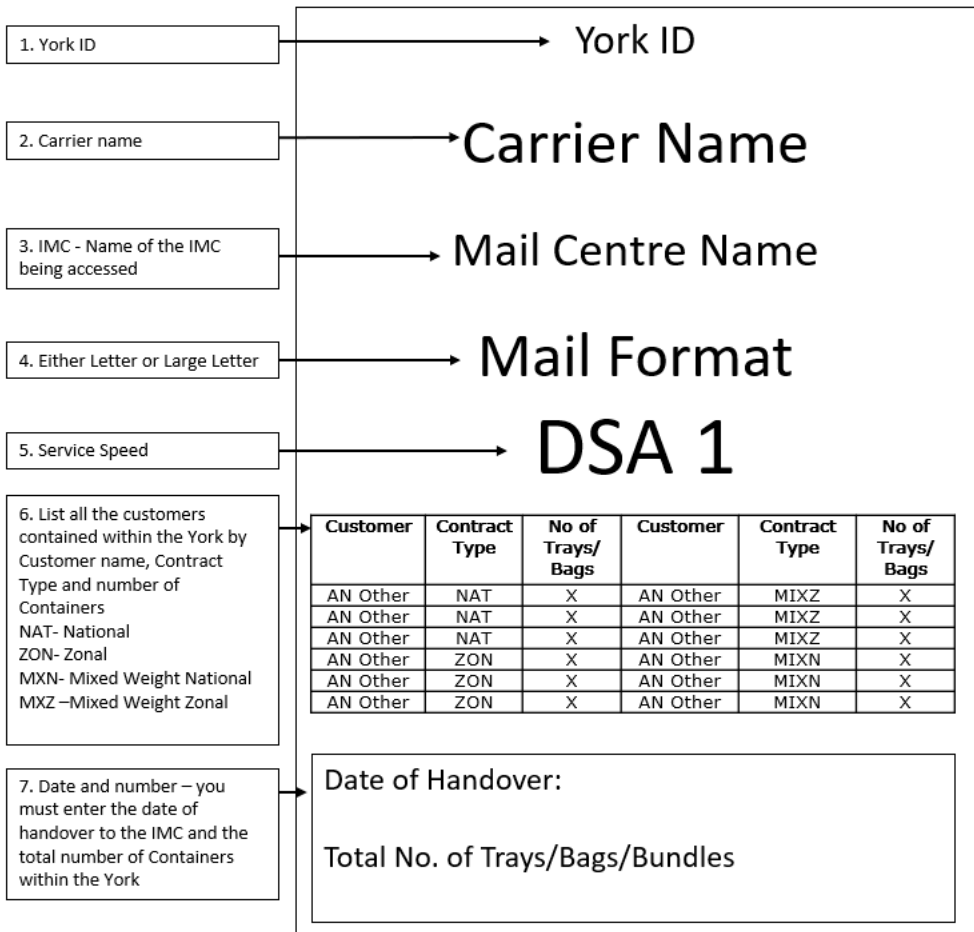 1. York ID
York ID
2. Carrier name
Carrier Name
3. IMC - Name of the IMC
being accessed
Mail Centre Name
4. Either Letter or Large Letter
Mail Format
5. Service Speed
DSA 1
6. List all the customers
contained within the York by
Customer name, Contract
Type and number of
Containers
NAT- National
ZON- Zonal
MXN- Mixed Weight National
MXZ –Mixed Weight Zonal
Customer Contract Type No of Trays/ Bags Customer Contract Type No of Trays/ Bags
AN Other NAT X AN Other MIXZ X
AN Other NAT X AN Other MIXZ X
AN Other NAT X AN Other MIXZ X
AN Other ZON X AN Other MIXN X
AN Other ZON X AN Other MIXN X
AN Other ZON X AN Other MIXN X
7. Date and number – you
must enter the date of
handover to the IMC and the
total number of Containers
within the York
Date of Handover:
Total No. of Trays/Bags/Bundles